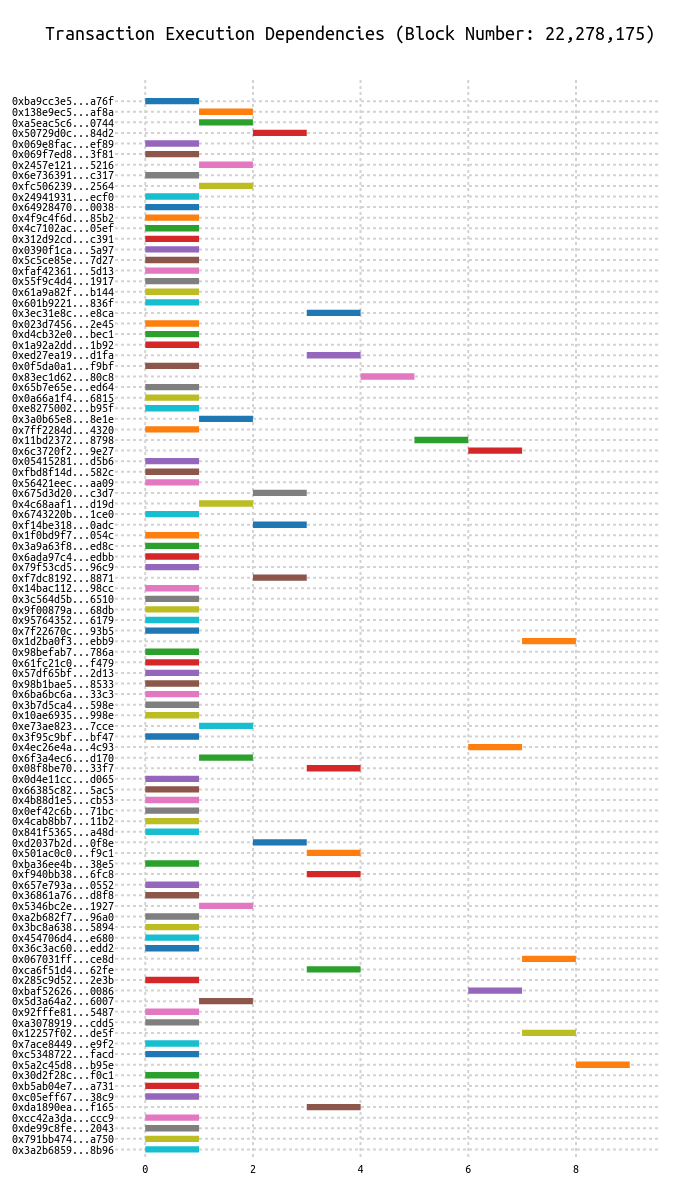 Transaction Execution Dependencies (Block Number: 22,278,175)
0xba9cc3e5...a76f
0x138e9ec5...af8a
0xa5eac5c6...0744
0x50729d0c...84d2
0x069e8fac...ef89
0x069f7ed8...3f81
0x2457e121...5216
0x6e736391...c317
0xfc506239...2564
0x24941931...ecf0
0x64928470...0038
0x4f9c4f6d...85b2
0x4c7102ac...05ef
0x312d92cd...c391
0x0390f1ca...5a97
0x5c5ce85e...7d27
0xfaf42361...5d13
0x55f9c4d4...1917
0x61a9a82f...b144
0x601b9221...836f
0x3ec31e8c...e8ca
0x023d7456...2e45
0xd4cb32e0...bec1
0x1a92a2dd...1b92
0xed27ea19...d1fa
0x0f5da0a1...f9bf
0x83ec1d62...80c8
0x65b7e65e...ed64
0x0a66a1f4...6815
0xe8275002...b95f
0x3a0b65e8...8e1e
0x7ff2284d...4320
0x11bd2372...8798
0x6c3720f2...9e27
0x05415281...d5b6
0xfbd8f14d...582c
0x56421eec...aa09
0x675d3d20...c3d7
0x4c68aaf1...d19d
0x6743220b...1ce0
0xf14be318...0adc
0x1f0bd9f7...054c
0x3a9a63f8...ed8c
0x6ada97c4...edbb
0x79f53cd5...96c9
0xf7dc8192...8871
0x14bac112...98cc
0x3c564d5b...6510
0x9f00879a...68db
0x95764352...6179
0x7f22670c...93b5
0x1d2ba0f3...ebb9
0x98befab7...786a
0x61fc21c0...f479
0x57df65bf...2d13
0x98b1bae5...8533
0x6ba6bc6a...33c3
0x3b7d5ca4...598e
0x10ae6935...998e
0xe73ae823...7cce
0x3f95c9bf...bf47
0x4ec26e4a...4c93
0x6f3a4ec6...d170
0x08f8be70...33f7
0x0d4e11cc...d065
0x66385c82...5ac5
0x4b88d1e5...cb53
0x0ef42c6b...71bc
0x4cab8bb7...11b2
0x841f5365...a48d
0xd2037b2d...0f8e
0x501ac0c0...f9c1
0xba36ee4b...38e5
0xf940bb38...6fc8
0x657e793a...0552
0x36861a76...d8f8
0x5346bc2e...1927
0xa2b682f7...96a0
0x3bc8a638...5894
0x454706d4...e680
0x36c3ac60...edd2
0x067031ff...ce8d
0xca6f51d4...62fe
0x285c9d52...2e3b
0xbaf52626...0086
0x5d3a64a2...6007
0x92fffe81...5487
0xa3078919...cdd5
0x12257f02...de5f
0x7ace8449...e9f2
0xc5348722...facd
0x5a2c45d8...b95e
0x30d2f28c...f0c1
0xb5ab04e7...a731
0xc05eff67...38c9
0xda1890ea...f165
0xcc42a3da...ccc9
0xde99c8fe...2043
0x791bb474...a750
0x3a2b6859...8b96
0 2 4 6 8